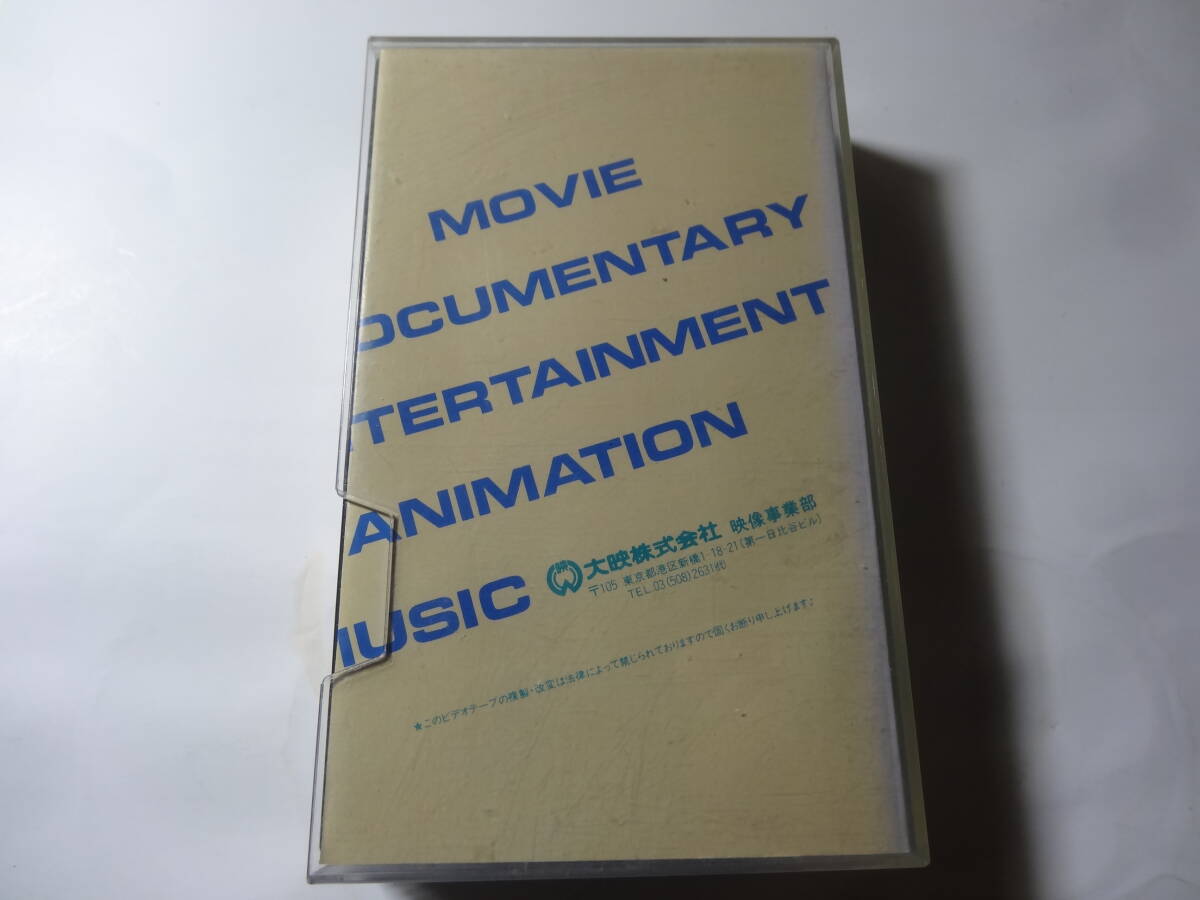 MOVIE
OCUMENTARY
TERTAINMENT
ANIMATION
MUSIC
映 大映株式会社 映像事業部
〒105 東京都港区新橋1-18-21(第一日比谷ビル)
TEL.03(508)2631㈹
★このビデオテープの複製・改変は法律によって禁じられておりますので固くお断り申し上げます;